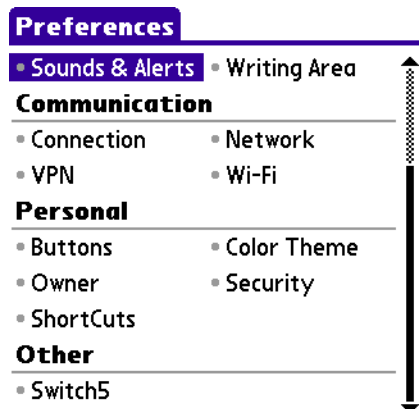 Preferences
Sounds & Alerts Writing Area
Communication
Connection Network
VPN Wi-Fi
Personal
Buttons Color Theme
Owner Security
ShortCuts
Other
Switch5